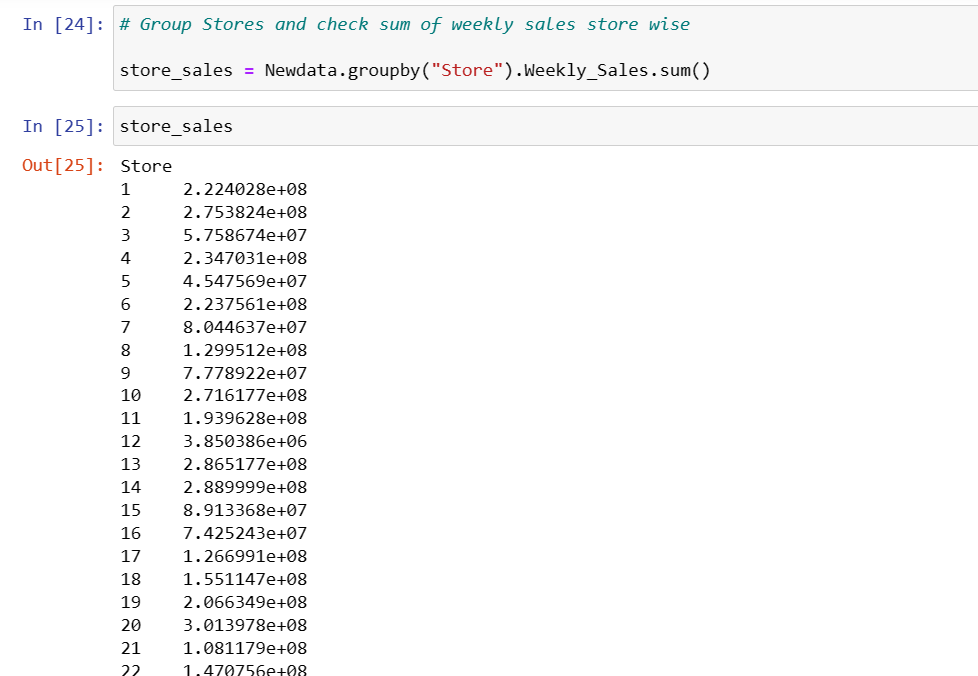 In [24]: # Group Stores and check sum of weekly sales store wise
store_sales = Newdata.groupby("Store").Weekly_Sales.sum()
In [25]: store_sales
Out[25]: Store
1 2.224028e+08
2 2.753824e+08
3 5.758674e+07
4 2.347031e+08
5 4.547569e+07
6 2.237561e+08
7 8.044637e+07
8 1.299512e+08
9 7.778922e+07
10 2.716177e+08
11 1.939628e+08
12 3.850386e+06
13 2.865177e+08
14 2.889999e+08
15 8.913368e+07
16 7.425243e+07
17 1.266991e+08
18 1.551147e+08
19 2.066349e+08
20 3.013978e+08
21 1.081179e+08
22 1.470756e+08